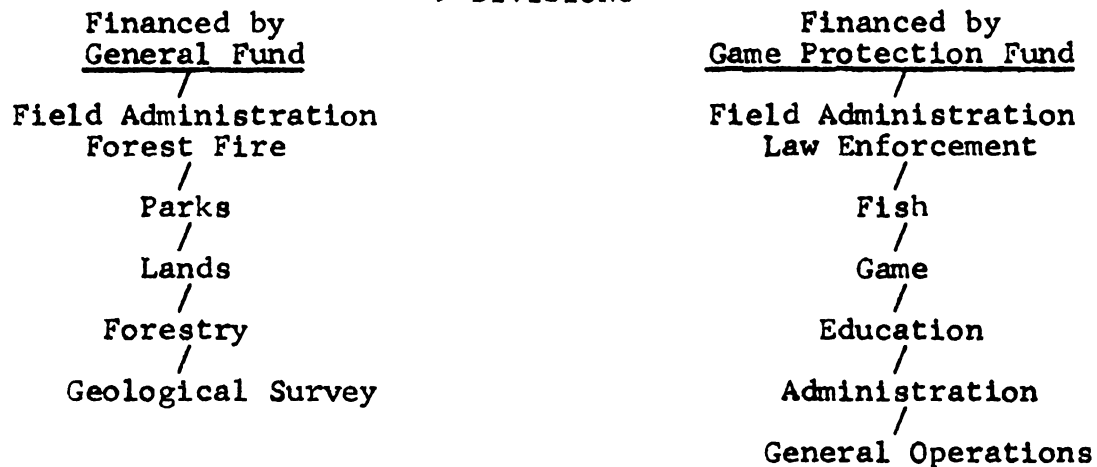 Financed by
General Fund
Field Administration
Forest Fire
Parks
Lands
Forestry
Geological Survey
Financed by
Game Protection Fund
Field Administration
Law Enforcement
Fish
Game
Education
Administration
General Operations